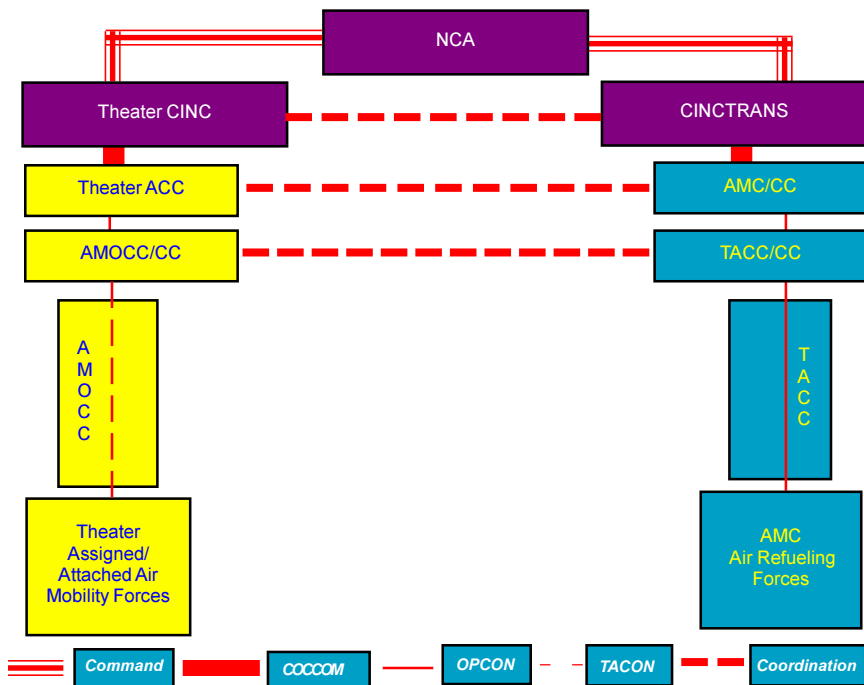 NCA
Theater CINC
CINCTRANS
Theater ACC
AMC/CC
AMOCC/CC
TACC/CC
A
M
O
C
C
T
A
C
C
Theater
Assigned/
Attached Air
Mobility Forces
AMC
Air Refueling
Forces
Command
COCCOM
OPCON
TACON
Coordination